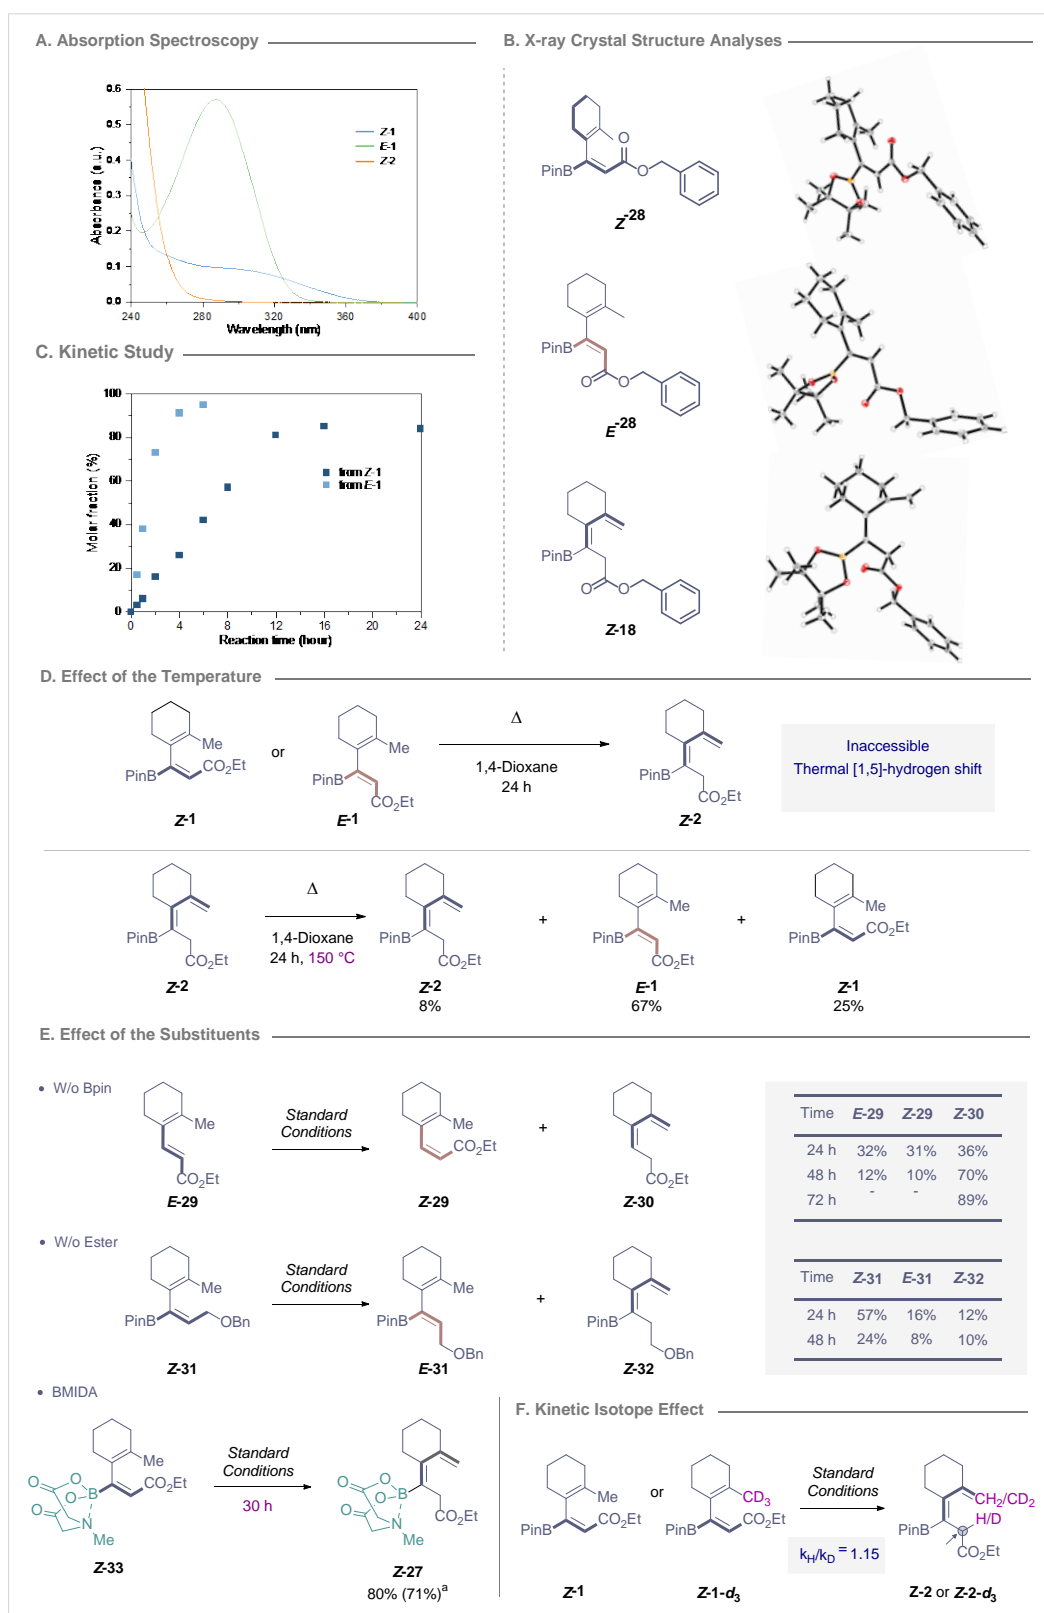 A. Absorption Spectroscopy
B. X-ray Crystal Structure Analyses
0.6
0.5
0.4
0.3
0.2
0.1
0.0
240
280
320
360
400
Absorbance (a.u.)
Wavelength (nm)
Z-1
E-1
Z-2
PinB
O
O
Z-28
PinB
O
O
E-28
PinB
O
O
Z-18
C. Kinetic Study
100
80
60
40
20
0
0
4
8
12
16
20
24
Molar fraction (%)
Reaction time (hour)
from Z-1
from E-1
D. Effect of the Temperature
Me
PinB
CO2Et
Z-1
or
Me
PinB
CO2Et
E-1
Δ
1,4-Dioxane
24 h
PinB
CO2Et
Z-2
Inaccessible
Thermal [1,5]-hydrogen shift
PinB
CO2Et
Z-2
Δ
1,4-Dioxane
24 h, 150 °C
PinB
CO2Et
Z-2
8%
+
Me
PinB
CO2Et
E-1
67%
+
Me
PinB
CO2Et
Z-1
25%
E. Effect of the Substituents
• W/o Bpin
Me
CO2Et
E-29
Standard
Conditions
Me
CO2Et
Z-29
+
CO2Et
Z-30
Time E-29 Z-29 Z-30
24 h 32% 31% 36%
48 h 12% 10% 70%
72 h - - 89%
• W/o Ester
Me
PinB
OBn
Z-31
Standard
Conditions
Me
PinB
OBn
E-31
+
PinB
OBn
Z-32
Time Z-31 E-31 Z-32
24 h 57% 16% 12%
48 h 24% 8% 10%
• BMIDA
Me
O
O
O
O
B
N
Me
CO2Et
Z-33
Standard
Conditions
30 h
O
O
O
O
B
N
Me
CO2Et
Z-27
80% (71%)a
F. Kinetic Isotope Effect
Me
PinB
CO2Et
Z-1
or
CD3
PinB
CO2Et
Z-1-d3
Standard
Conditions
kH/kD = 1.15
CH2/CD2
H/D
PinB
CO2Et
Z-2 or Z-2-d3